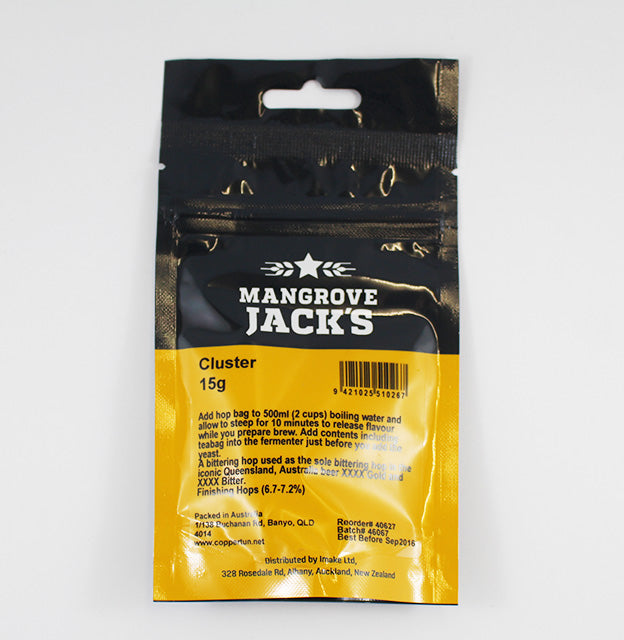 MANGROVE
JACK'S
Cluster
15g
9 421025 510267
Add hop bag to 500ml (2 cups) boiling water and
allow to steep for 10 minutes to release flavour
while you prepare brew. Add contents including
teabag into the fermenter just before you add the
yeast.
A bittering hop used as the sole bittering hop in the
iconic Queensland, Australia beer XXXX Gold and
XXXX Bitter.
Finishing Hops (6.7-7.2%)
Packed in Australia
1/138 Buchanan Rd, Banyo, QLD
4014
www.coppertun.net
Reorder# 40627
Batch# 46067
Best Before Sep2016
Distributed by Imake Ltd,
328 Rosedale Rd, Albany, Auckland, New Zealand